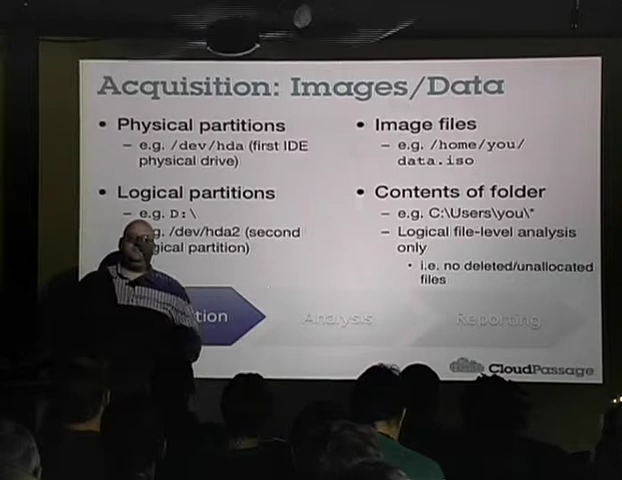 Acquisition: Images/Data
• Physical partitions
– e.g. /dev/hda (first IDE
physical drive)
• Logical partitions
– e.g. D:\
g. /dev/hda2 (second
gical partition)
• Image files
– e.g. /home/you/
data.iso
• Contents of folder
– e.g. C:\Users\you\*
– Logical file-level analysis
only
• i.e. no deleted/unallocated
files
tion
Analysis
Reporting
CloudPassage